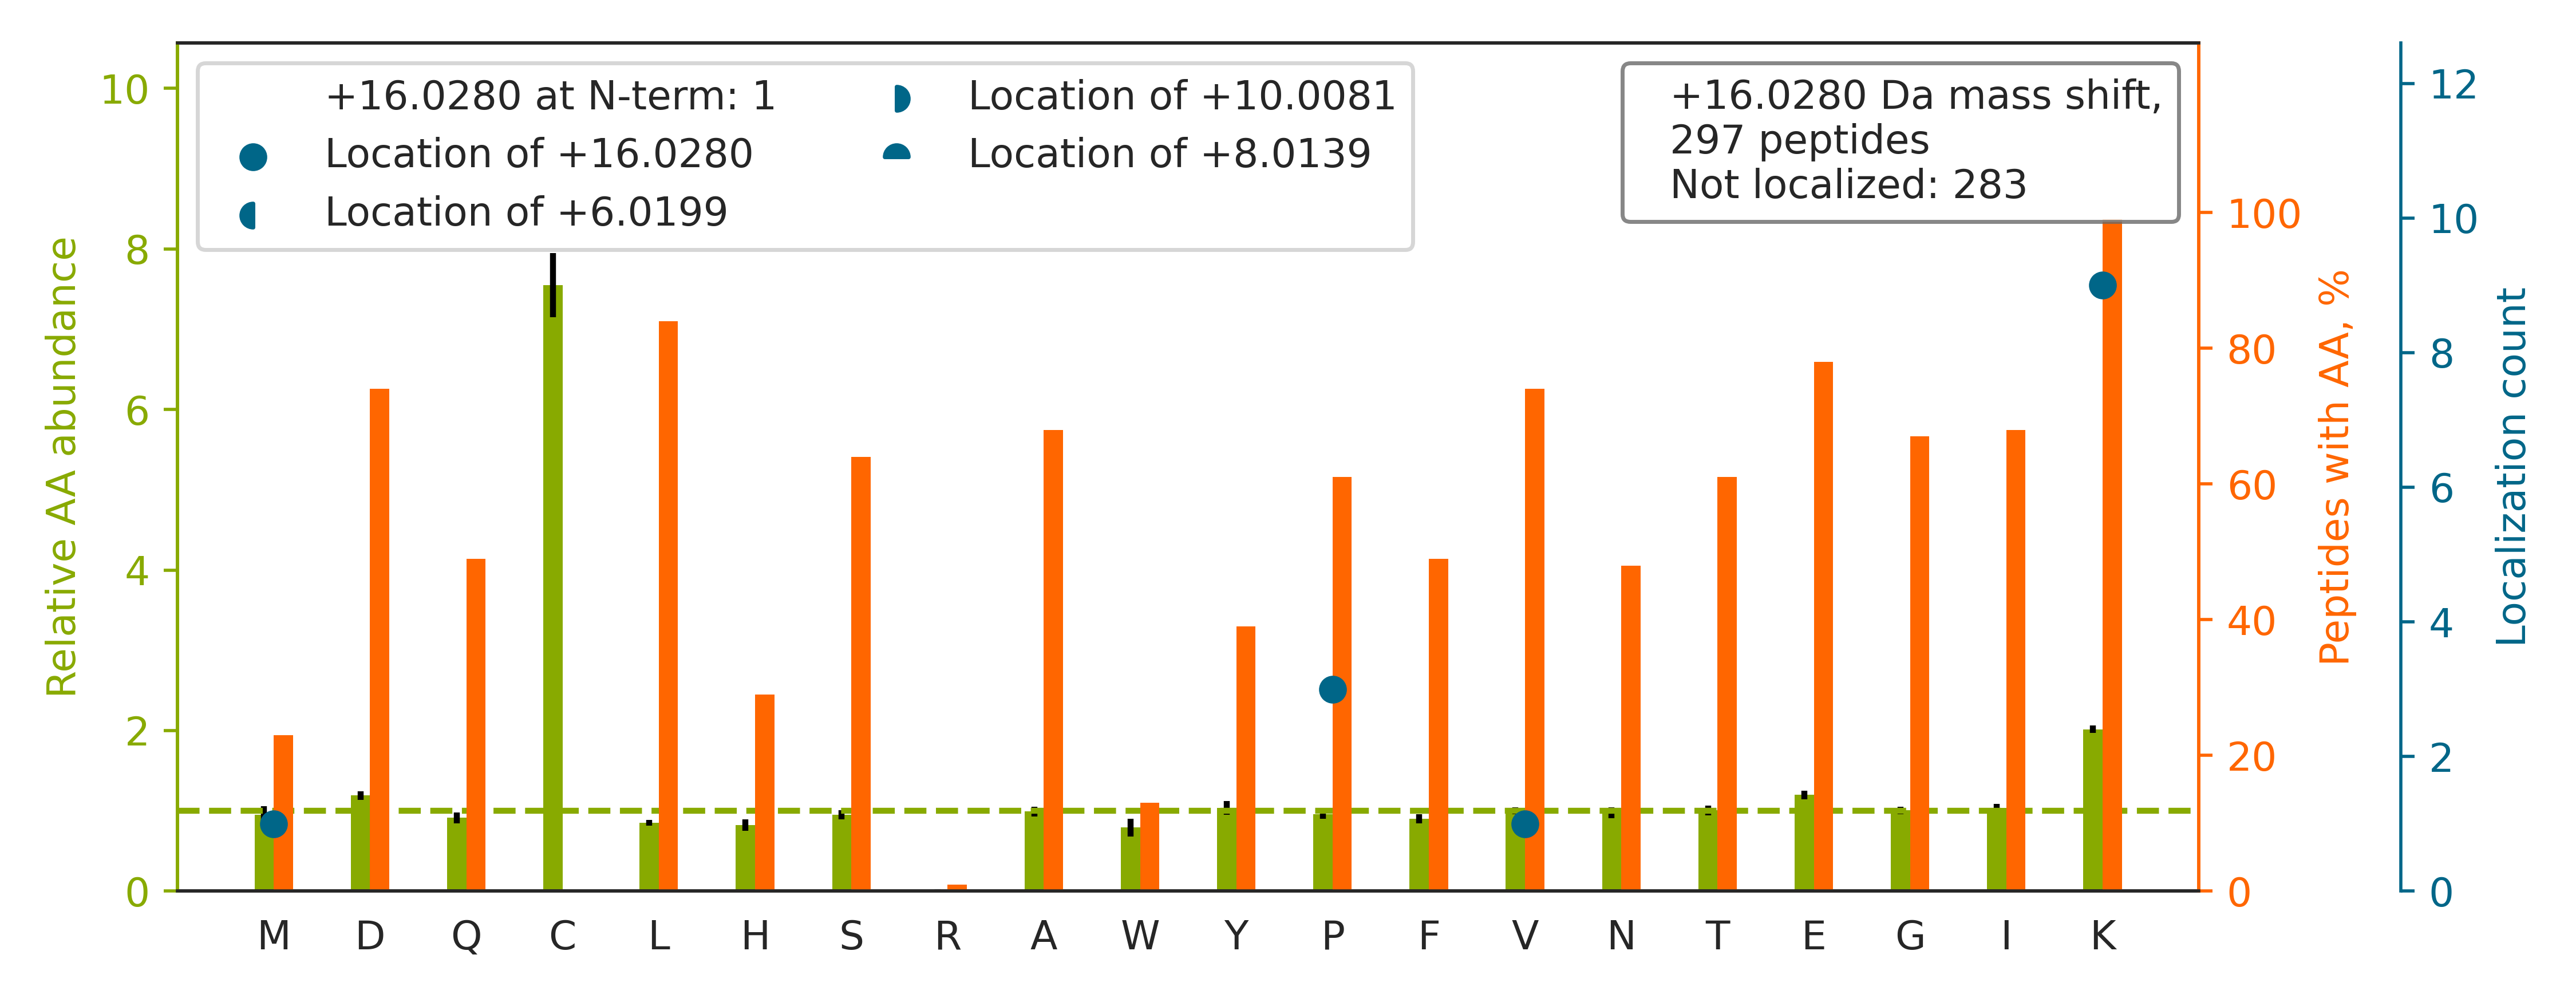 +16.0280 at N-term: 1
Location of +16.0280
Location of +6.0199
Location of +10.0081
Location of +8.0139
+16.0280 Da mass shift,
297 peptides
Not localized: 283
Relative AA abundance
10
8
6
4
2
0
Peptides with AA, %
100
80
60
40
20
0
Localization count
12
10
8
6
4
2
0
M D Q C L H S R A W Y P F V N T E G I K